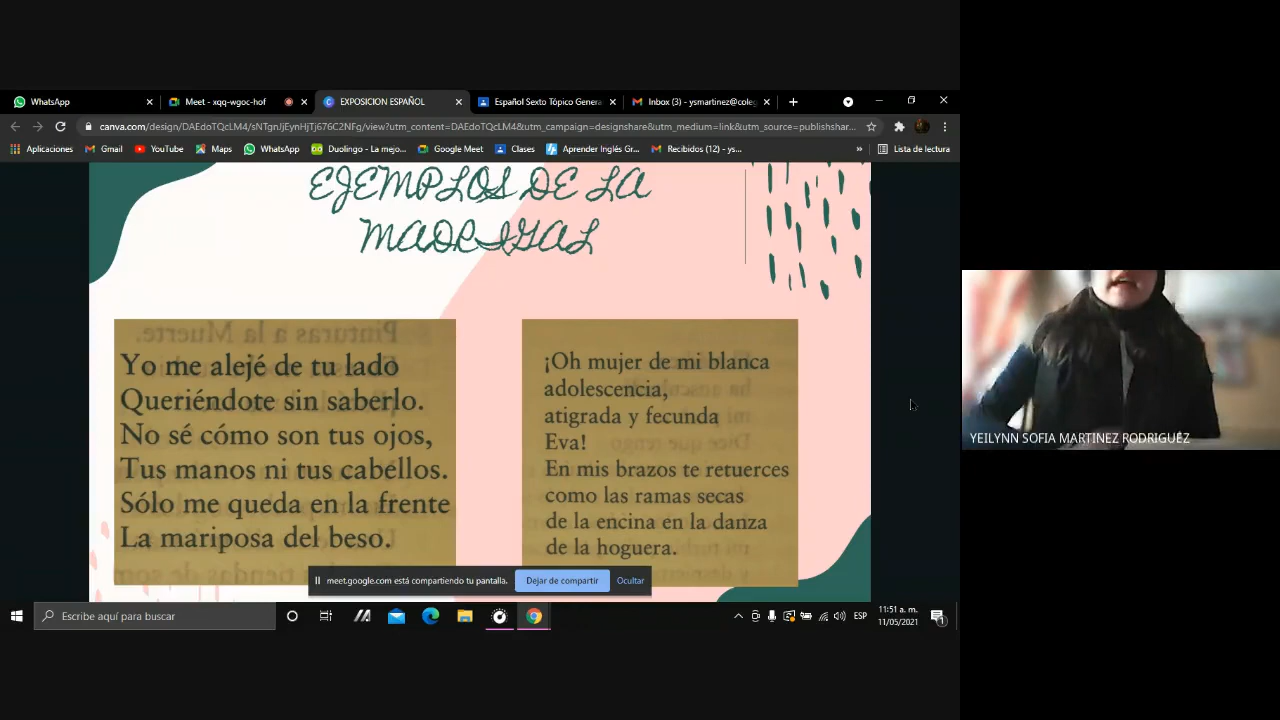 WhatsApp
Meet - xqq-wgoc-hof
EXPOSICION ESPAÑOL
Español Sexto Tópico Genera
Inbox (3) - ysmartinez@coleg
canva.com/design/DAEdoTQcLM4/sNTgnJjEynHjTj676C2NFg/view?utm_content=DAEdoTQcLM4&utm_campaign=designshare&utm_medium=link&utm_source=publishshar...
Aplicaciones
Gmail
YouTube
Maps
WhatsApp
Duolingo - La mejo...
Google Meet
Clases
Aprender Inglés Gr...
Recibidos (12) - ys...
»
Lista de lectura
EJEMPLOS DE LA
MADRIGAL
Yo me alejé de tu lado
Queriéndote sin saberlo.
No sé cómo son tus ojos,
Tus manos ni tus cabellos.
Sólo me queda en la frente
La mariposa del beso.
¡Oh mujer de mi blanca
adolescencia,
atigrada y fecunda
Eva!
En mis brazos te retuerces
como las ramas secas
de la encina en la danza
de la hoguera.
meet.google.com está compartiendo tu pantalla.
Dejar de compartir
Ocultar
YEILYNN SOFIA MARTINEZ RODRIGUEZ
Escribe aquí para buscar
ESP
11:51 a. m.
11/05/2021
1